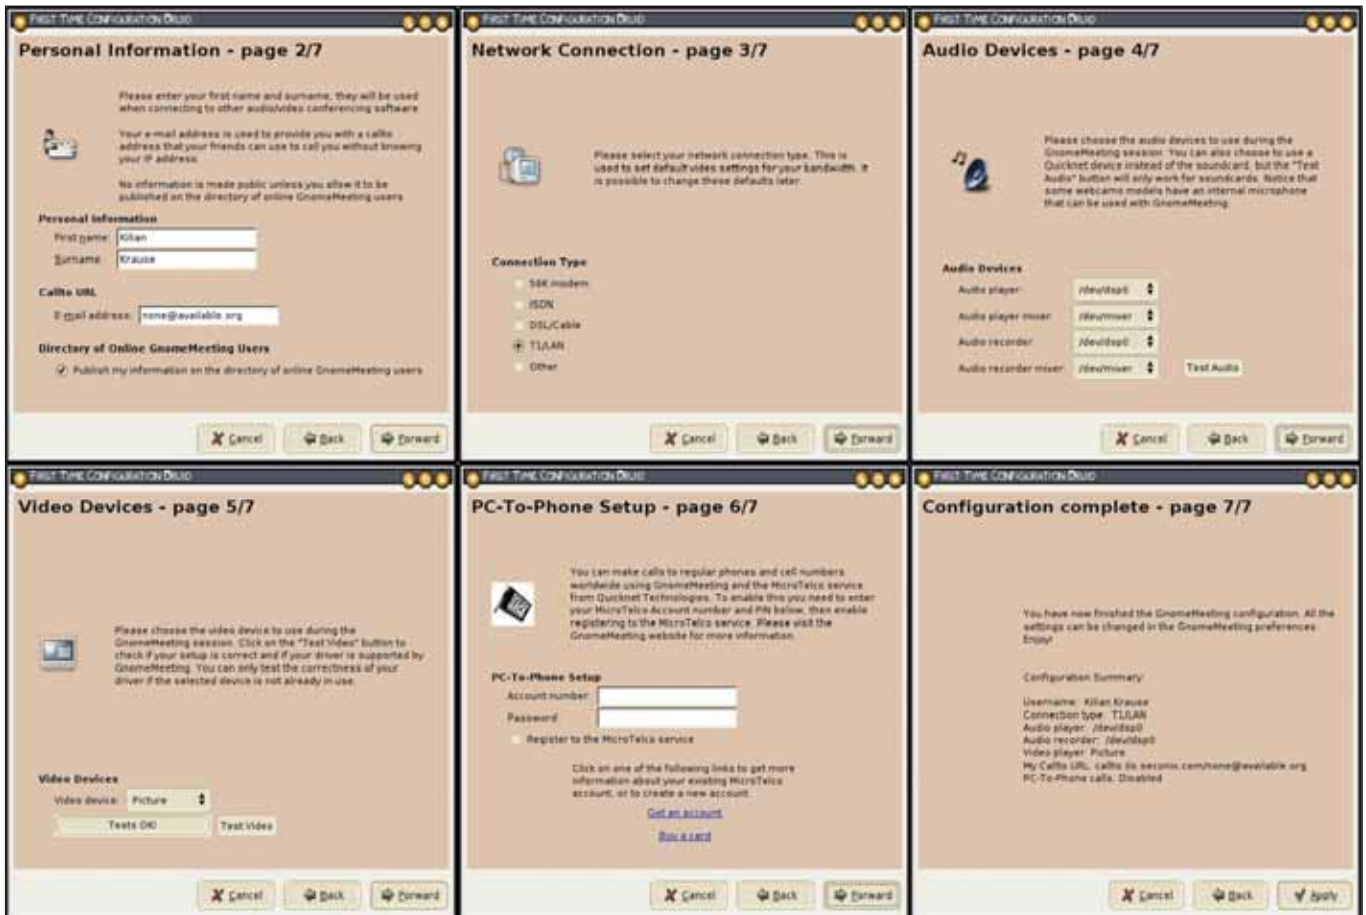 First Time Configuration Druid
Personal Information - page 2/7
Please enter your first name and surname, they will be used
when connecting to other audio/video conferencing software
Your e-mail address is used to provide you with a callto
address that your friends can use to call you without knowing
your IP address
No information is made public unless you allow it to be
published on the directory of online GnomeMeeting users
Personal Information
First name: Kilian
Surname: Krause
Callto URL
E-mail address: none@available.org
Directory of Online GnomeMeeting Users
Publish my information on the directory of online GnomeMeeting users
Cancel Back Forward
First Time Configuration Druid
Network Connection - page 3/7
Please select your network connection type. This is
used to set default video settings for your bandwidth. It
is possible to change these defaults later.
Connection Type
56K modem
ISDN
DSL/Cable
T1/LAN
Other
Cancel Back Forward
First Time Configuration Druid
Audio Devices - page 4/7
Please choose the audio devices to use during the
GnomeMeeting session. You can also choose to use a
Quicknet device instead of the soundcard, but the "Test
Audio" button will only work for soundcards. Notice that
some webcams models have an internal microphone
that can be used with GnomeMeeting.
Audio Devices
Audio player: /dev/dsp0
Audio player mixer: /dev/mixer
Audio recorder: /dev/dsp0
Audio recorder mixer: /dev/mixer Test Audio
Cancel Back Forward
First Time Configuration Druid
Video Devices - page 5/7
Please choose the video device to use during the
GnomeMeeting session. Click on the "Test Video" button to
check if your setup is correct and if your driver is supported by
GnomeMeeting. You can only test the correctness of your
driver if the selected device is not already in use.
Video Devices
Video device: Picture
Tests OK! Test Video
Cancel Back Forward
First Time Configuration Druid
PC-To-Phone Setup - page 6/7
You can make calls to regular phones and cell numbers
worldwide using GnomeMeeting and the MicroTelco service
from Quicknet Technologies. To enable this you need to enter
your MicroTelco Account number and PIN below, then enable
registering to the MicroTelco service. Please visit the
GnomeMeeting website for more information.
PC-To-Phone Setup
Account number:
Password:
Register to the MicroTelco service
Click on one of the following links to get more
information about your existing MicroTelco
account, or to create a new account.
Get an account
Buy a card
Cancel Back Forward
First Time Configuration Druid
Configuration complete - page 7/7
You have now finished the GnomeMeeting configuration. All the
settings can be changed in the GnomeMeeting preferences.
Enjoy!
Configuration Summary:
Username: Kilian Krause
Connection type: T1/LAN
Audio player: /dev/dsp0
Audio recorder: /dev/dsp0
Video player: Picture
My Callto URL: callto:ils.seconix.com/none@available.org
PC-To-Phone calls: Disabled
Cancel Back Apply